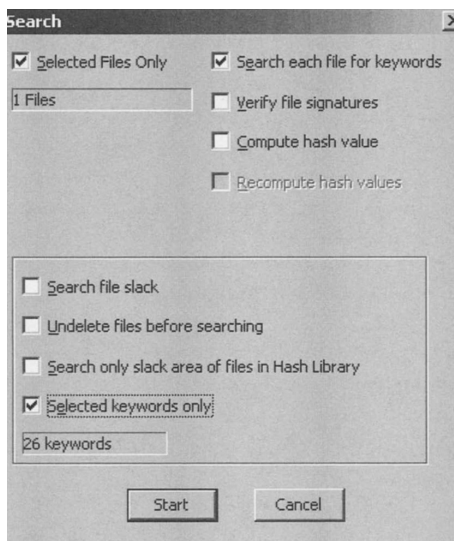 Search
Selected Files Only
1 Files
Search each file for keywords
Verify file signatures
Compute hash value
Recompute hash values
Search file slack
Undelete files before searching
Search only slack area of files in Hash Library
Selected keywords only
26 keywords
Start
Cancel